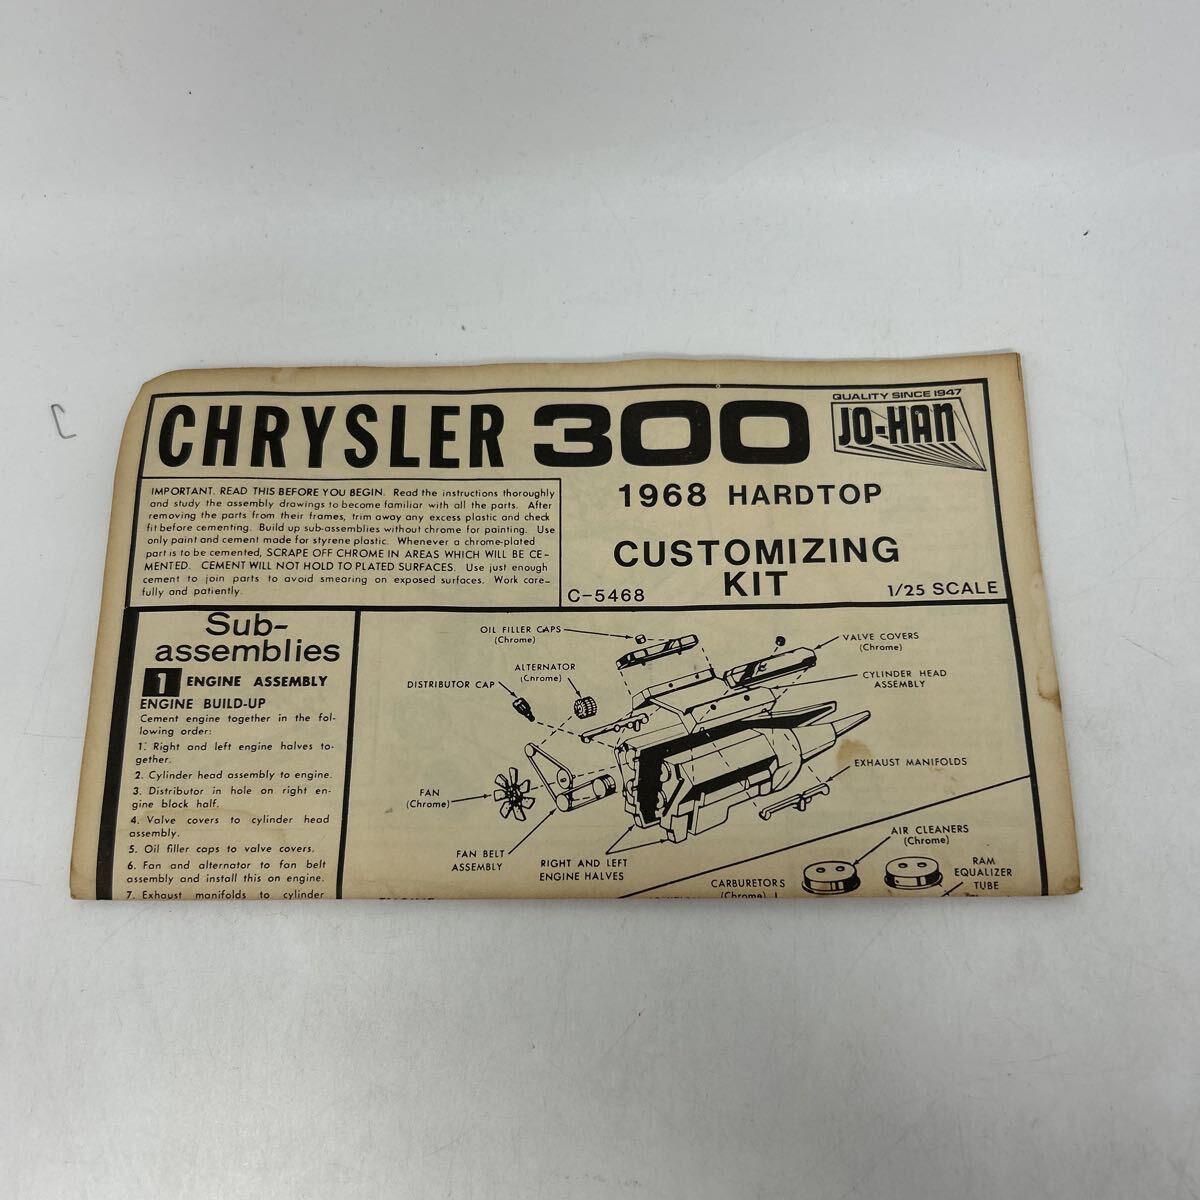 CHRYSLER 300
QUALITY SINCE 1947
JO-HAN
IMPORTANT. READ THIS BEFORE YOU BEGIN. Read the instructions thoroughly
and study the assembly drawings to become familiar with all the parts. After
removing the parts from their frames, trim away any excess plastic and check
fit before cementing. Build up sub-assemblies without chrome for painting. Use
only paint and cement made for styrene plastic. Whenever a chrome-plated
part is to be cemented, SCRAPE OFF CHROME IN AREAS WHICH WILL BE CE-
MENTED. CEMENT WILL NOT HOLD TO PLATED SURFACES. Use just enough
cement to join parts to avoid smearing on exposed surfaces. Work care-
fully and patiently.
1968 HARDTOP
CUSTOMIZING
KIT
C-5468
1/25 SCALE
Sub-
assemblies
1 ENGINE ASSEMBLY
ENGINE BUILD-UP
Cement engine together in the fol-
lowing order:
1. Right and left engine halves to-
gether.
2. Cylinder head assembly to engine.
3. Distributor in hole on right en-
gine block half.
4. Valve covers to cylinder head
assembly.
5. Oil filler caps to valve covers.
6. Fan and alternator to fan belt
assembly and install this on engine.
7. Exhaust manifolds to cylinder
OIL FILLER CAPS
(Chrome)
ALTERNATOR
(Chrome)
DISTRIBUTOR CAP
VALVE COVERS
(Chrome)
CYLINDER HEAD
ASSEMBLY
FAN
(Chrome)
EXHAUST MANIFOLDS
FAN BELT
ASSEMBLY
RIGHT AND LEFT
ENGINE HALVES
AIR CLEANERS
(Chrome)
CARBURETORS
(Chrome)
RAM
EQUALIZER
TUBE